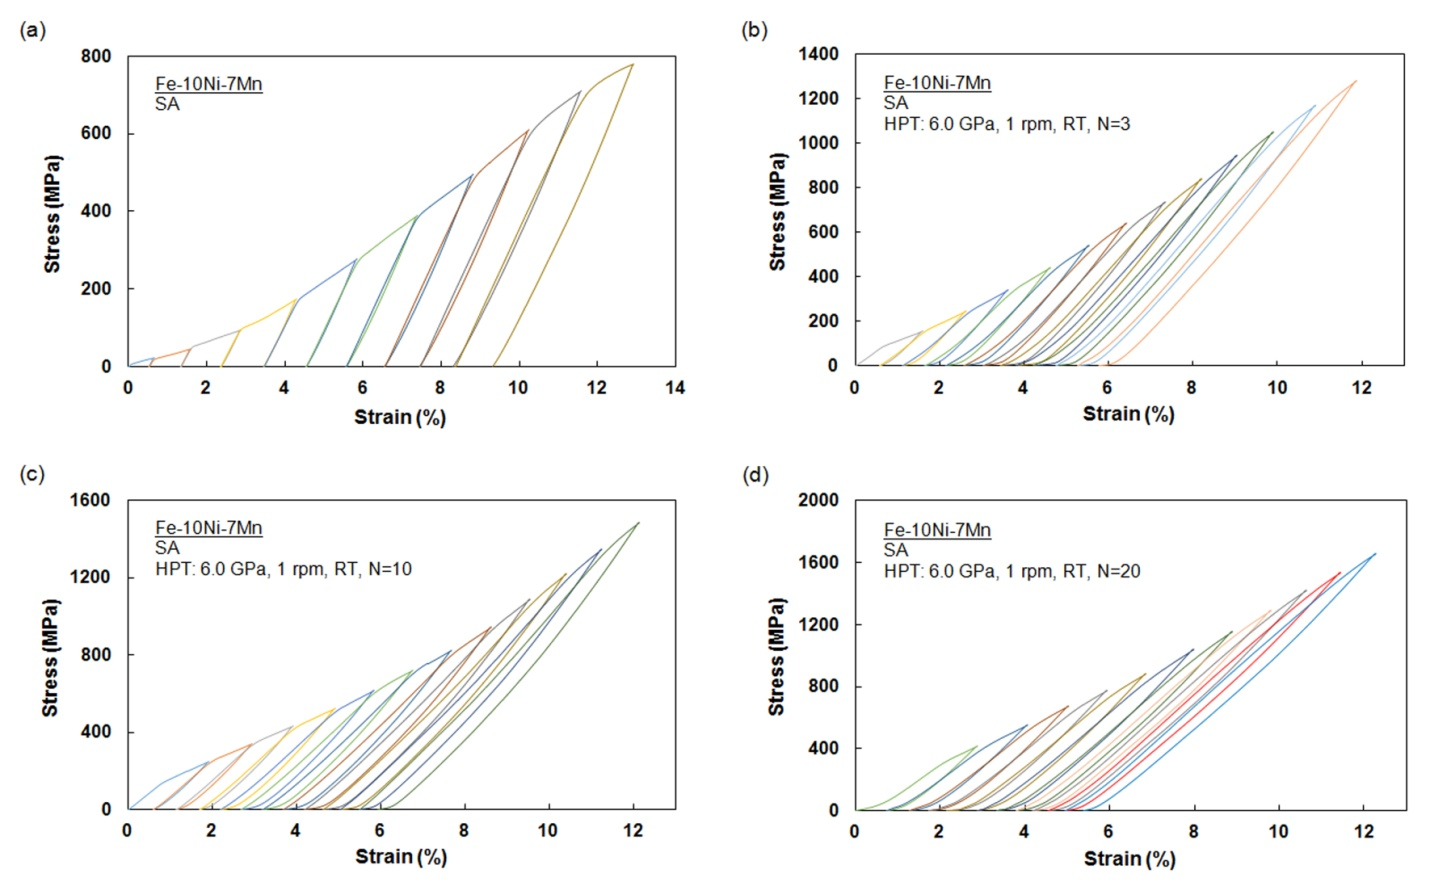 (a)
800
600
400
200
0
Stress (MPa)
Fe-10Ni-7Mn
SA
0 2 4 6 8 10 12 14
Strain (%)
(b)
1400
1200
1000
800
600
400
200
0
Stress (MPa)
Fe-10Ni-7Mn
SA
HPT: 6.0 GPa, 1 rpm, RT, N=3
0 2 4 6 8 10 12
Strain (%)
(c)
1600
1200
800
400
0
Stress (MPa)
Fe-10Ni-7Mn
SA
HPT: 6.0 GPa, 1 rpm, RT, N=10
0 2 4 6 8 10 12
Strain (%)
(d)
2000
1600
1200
800
400
0
Stress (MPa)
Fe-10Ni-7Mn
SA
HPT: 6.0 GPa, 1 rpm, RT, N=20
0 2 4 6 8 10 12
Strain (%)